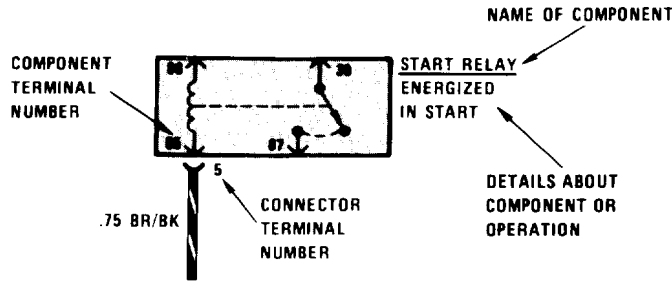 NAME OF COMPONENT
COMPONENT
TERMINAL
NUMBER
30
START RELAY
ENERGIZED
IN START
87
5
.75 BR/BK
CONNECTOR
TERMINAL
NUMBER
DETAILS ABOUT
COMPONENT OR
OPERATION